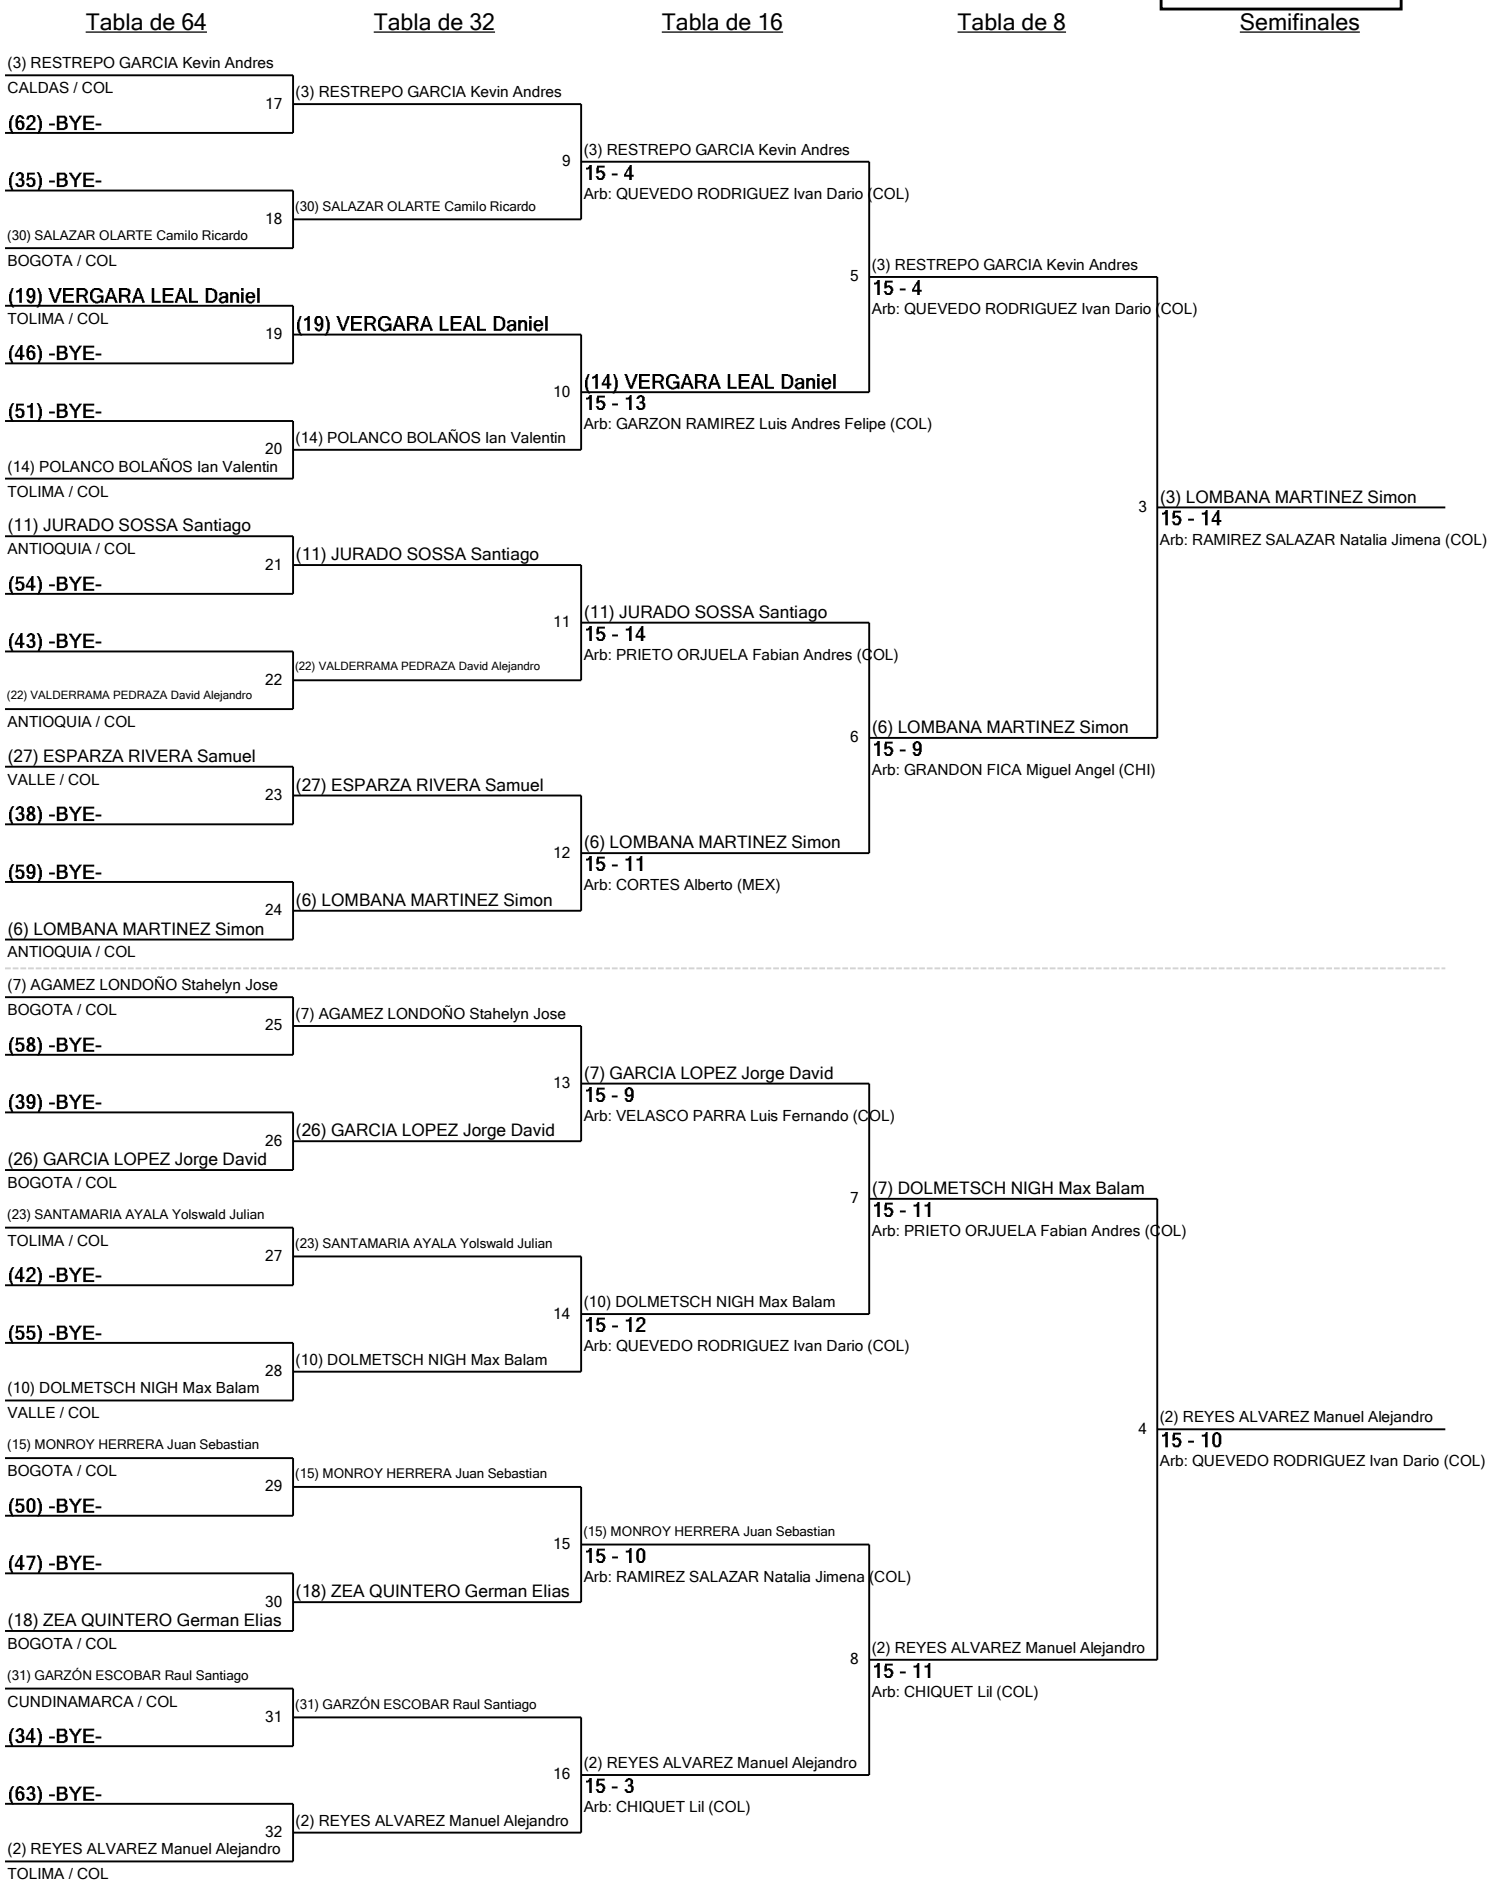 Tabla de 64
Tabla de 32
Tabla de 16
Tabla de 8
Semifinales
(3) RESTREPO GARCIA Kevin Andres
CALDAS / COL
17
(62) -BYE-
(35) -BYE-
18
(30) SALAZAR OLARTE Camilo Ricardo
BOGOTA / COL
(19) VERGARA LEAL Daniel
TOLIMA / COL
19
(46) -BYE-
(51) -BYE-
20
(14) POLANCO BOLAÑOS Ian Valentin
TOLIMA / COL
(11) JURADO SOSSA Santiago
ANTIOQUIA / COL
21
(54) -BYE-
(43) -BYE-
22
(22) VALDERRAMA PEDRAZA David Alejandro
ANTIOQUIA / COL
(27) ESPARZA RIVERA Samuel
VALLE / COL
23
(38) -BYE-
(59) -BYE-
24
(6) LOMBANA MARTINEZ Simon
ANTIOQUIA / COL
(7) AGAMEZ LONDOÑO Stahelyn Jose
BOGOTA / COL
25
(58) -BYE-
(39) -BYE-
26
(26) GARCIA LOPEZ Jorge David
BOGOTA / COL
(23) SANTAMARIA AYALA Yolswald Julian
TOLIMA / COL
27
(42) -BYE-
(55) -BYE-
28
(10) DOLMETSCH NIGH Max Balam
VALLE / COL
(15) MONROY HERRERA Juan Sebastian
BOGOTA / COL
29
(50) -BYE-
(47) -BYE-
30
(18) ZEA QUINTERO German Elias
BOGOTA / COL
(31) GARZÓN ESCOBAR Raul Santiago
CUNDINAMARCA / COL
31
(34) -BYE-
(63) -BYE-
32
(2) REYES ALVAREZ Manuel Alejandro
TOLIMA / COL
(3) RESTREPO GARCIA Kevin Andres
9
(30) SALAZAR OLARTE Camilo Ricardo
(19) VERGARA LEAL Daniel
10
(14) POLANCO BOLAÑOS Ian Valentin
(11) JURADO SOSSA Santiago
11
(22) VALDERRAMA PEDRAZA David Alejandro
(27) ESPARZA RIVERA Samuel
12
(6) LOMBANA MARTINEZ Simon
(7) AGAMEZ LONDOÑO Stahelyn Jose
13
(26) GARCIA LOPEZ Jorge David
(23) SANTAMARIA AYALA Yolswald Julian
14
(10) DOLMETSCH NIGH Max Balam
(15) MONROY HERRERA Juan Sebastian
15
(18) ZEA QUINTERO German Elias
(31) GARZÓN ESCOBAR Raul Santiago
16
(2) REYES ALVAREZ Manuel Alejandro
(3) RESTREPO GARCIA Kevin Andres
15 - 4
Arb: QUEVEDO RODRIGUEZ Ivan Dario (COL)
5
(14) VERGARA LEAL Daniel
15 - 13
Arb: GARZON RAMIREZ Luis Andres Felipe (COL)
(11) JURADO SOSSA Santiago
15 - 14
Arb: PRIETO ORJUELA Fabian Andres (COL)
6
(6) LOMBANA MARTINEZ Simon
15 - 11
Arb: CORTES Alberto (MEX)
(7) GARCIA LOPEZ Jorge David
15 - 9
Arb: VELASCO PARRA Luis Fernando (COL)
7
(10) DOLMETSCH NIGH Max Balam
15 - 12
Arb: QUEVEDO RODRIGUEZ Ivan Dario (COL)
(15) MONROY HERRERA Juan Sebastian
15 - 10
Arb: RAMIREZ SALAZAR Natalia Jimena (COL)
8
(2) REYES ALVAREZ Manuel Alejandro
15 - 3
Arb: CHIQUET Lil (COL)
(3) RESTREPO GARCIA Kevin Andres
15 - 4
Arb: QUEVEDO RODRIGUEZ Ivan Dario (COL)
3
(6) LOMBANA MARTINEZ Simon
15 - 9
Arb: GRANDON FICA Miguel Angel (CHI)
(7) DOLMETSCH NIGH Max Balam
15 - 11
Arb: PRIETO ORJUELA Fabian Andres (COL)
4
(2) REYES ALVAREZ Manuel Alejandro
15 - 11
Arb: CHIQUET Lil (COL)
(3) LOMBANA MARTINEZ Simon
15 - 14
Arb: RAMIREZ SALAZAR Natalia Jimena (COL)
(2) REYES ALVAREZ Manuel Alejandro
15 - 10
Arb: QUEVEDO RODRIGUEZ Ivan Dario (COL)